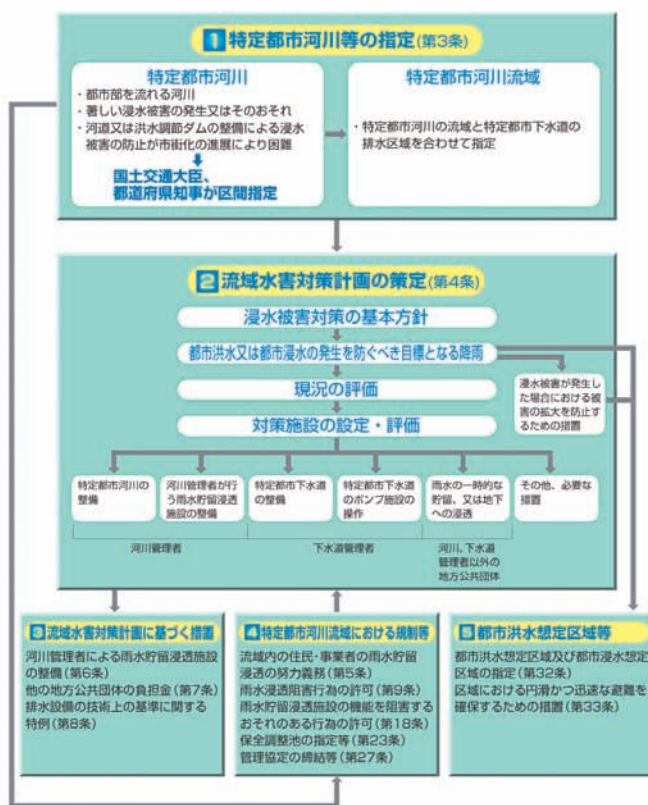 1 特定都市河川等の指定(第3条)
特定都市河川
・都市部を流れる河川
・著しい浸水被害の発生又はそのおそれ
・河道又は洪水調節ダムの整備による浸水
被害の防止が市街化の進展により困難
国土交通大臣、
都道府県知事が区間指定
特定都市河川流域
・特定都市河川の流域と特定都市下水道の
排水区域を合わせて指定
2 流域水害対策計画の策定(第4条)
浸水被害対策の基本方針
都市洪水又は都市浸水の発生を防ぐべき目標となる降雨
現況の評価
対策施設の設定・評価
浸水被害が発生し
た場合における被
害の拡大を防止す
るための措置
特定都市河川の
整備
河川管理者が行
う雨水貯留浸透
施設の整備
特定都市下水道
の整備
特定都市下水道
のポンプ施設の
操作
雨水の一時的な
貯留、又は地下
への浸透
その他、必要な
措置
河川管理者
下水道管理者
河川、下水道
管理者以外の
地方公共団体
3 流域水害対策計画に基づく措置
河川管理者による雨水貯留浸透施設
の整備(第6条)
他の地方公共団体の負担金(第7条)
排水設備の技術上の基準に関する
特例(第8条)
4 特定都市河川流域における規制等
流域内の住民・事業者の雨水貯留
浸透の努力義務(第5条)
雨水浸透阻害行為の許可(第9条)
雨水貯留浸透施設の機能を阻害する
おそれのある行為の許可(第18条)
保全調整池の指定等(第23条)
管理協定の締結等(第27条)
5 都市洪水想定区域等
都市洪水想定区域及び都市浸水想定
区域の指定(第32条)
区域における円滑かつ迅速な避難を
確保するための措置(第33条)